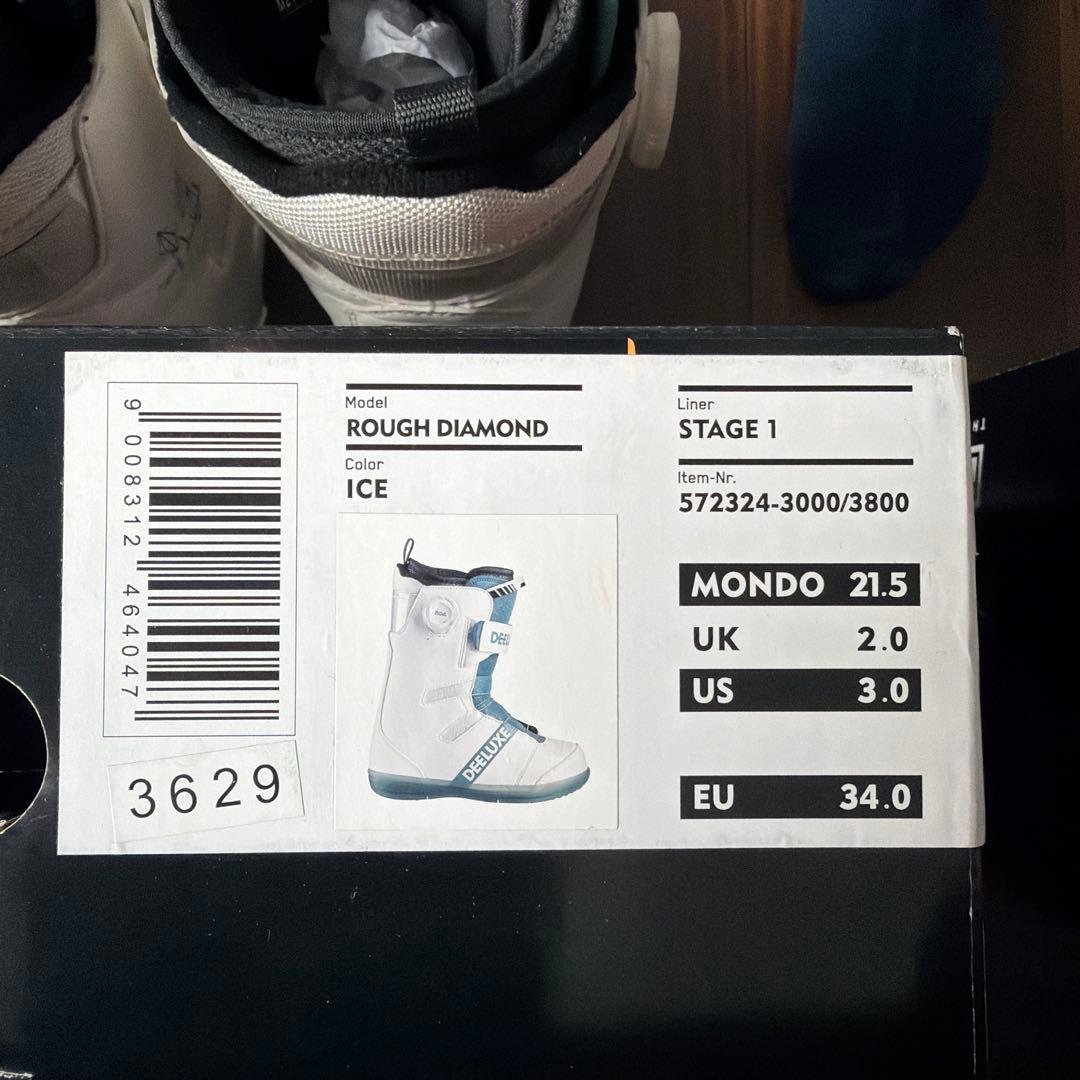 9 008312 464047
3629
Model
ROUGH DIAMOND
Color
ICE
BOA
DEELUXE
Liner
STAGE 1
Item-Nr.
572324-3000/3800
MONDO 21.5
UK 2.0
US 3.0
EU 34.0